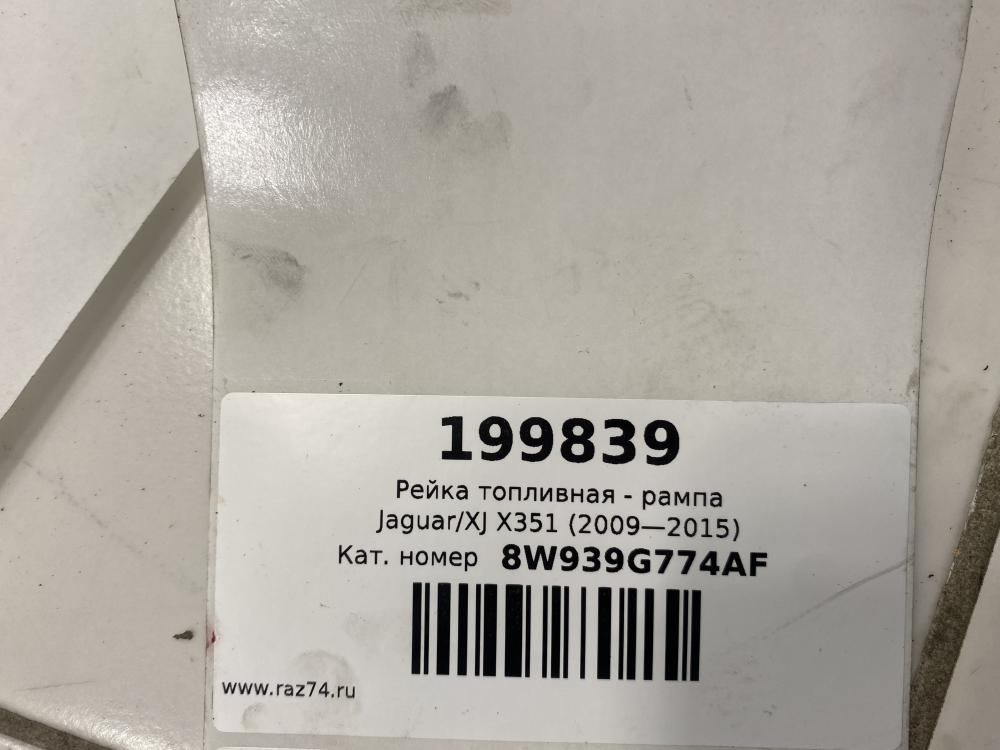 199839
Рейка топливная - рампа
Jaguar/XJ X351 (2009—2015)
Кат. номер 8W939G774AF
www.raz74.ru